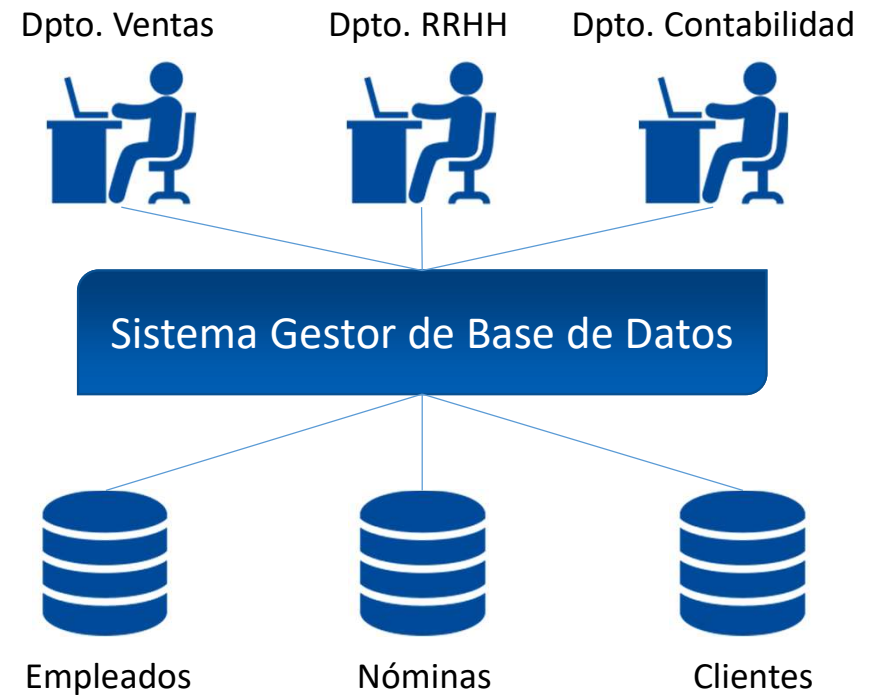 Dpto. Ventas
Dpto. RRHH
Dpto. Contabilidad
Sistema Gestor de Base de Datos
Empleados
Nóminas
Clientes